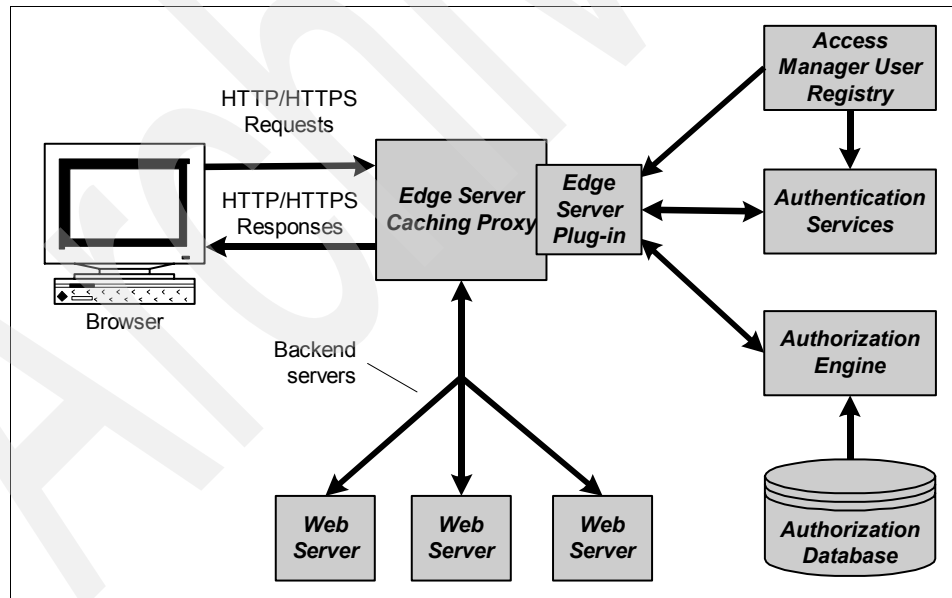 HTTP/HTTPS
Requests
HTTP/HTTPS
Responses
Browser
Edge Server
Caching Proxy
Edge
Server
Plug-in
Access
Manager User
Registry
Authentication
Services
Authorization
Engine
Authorization
Database
Backend
servers
Web
Server
Web
Server
Web
Server